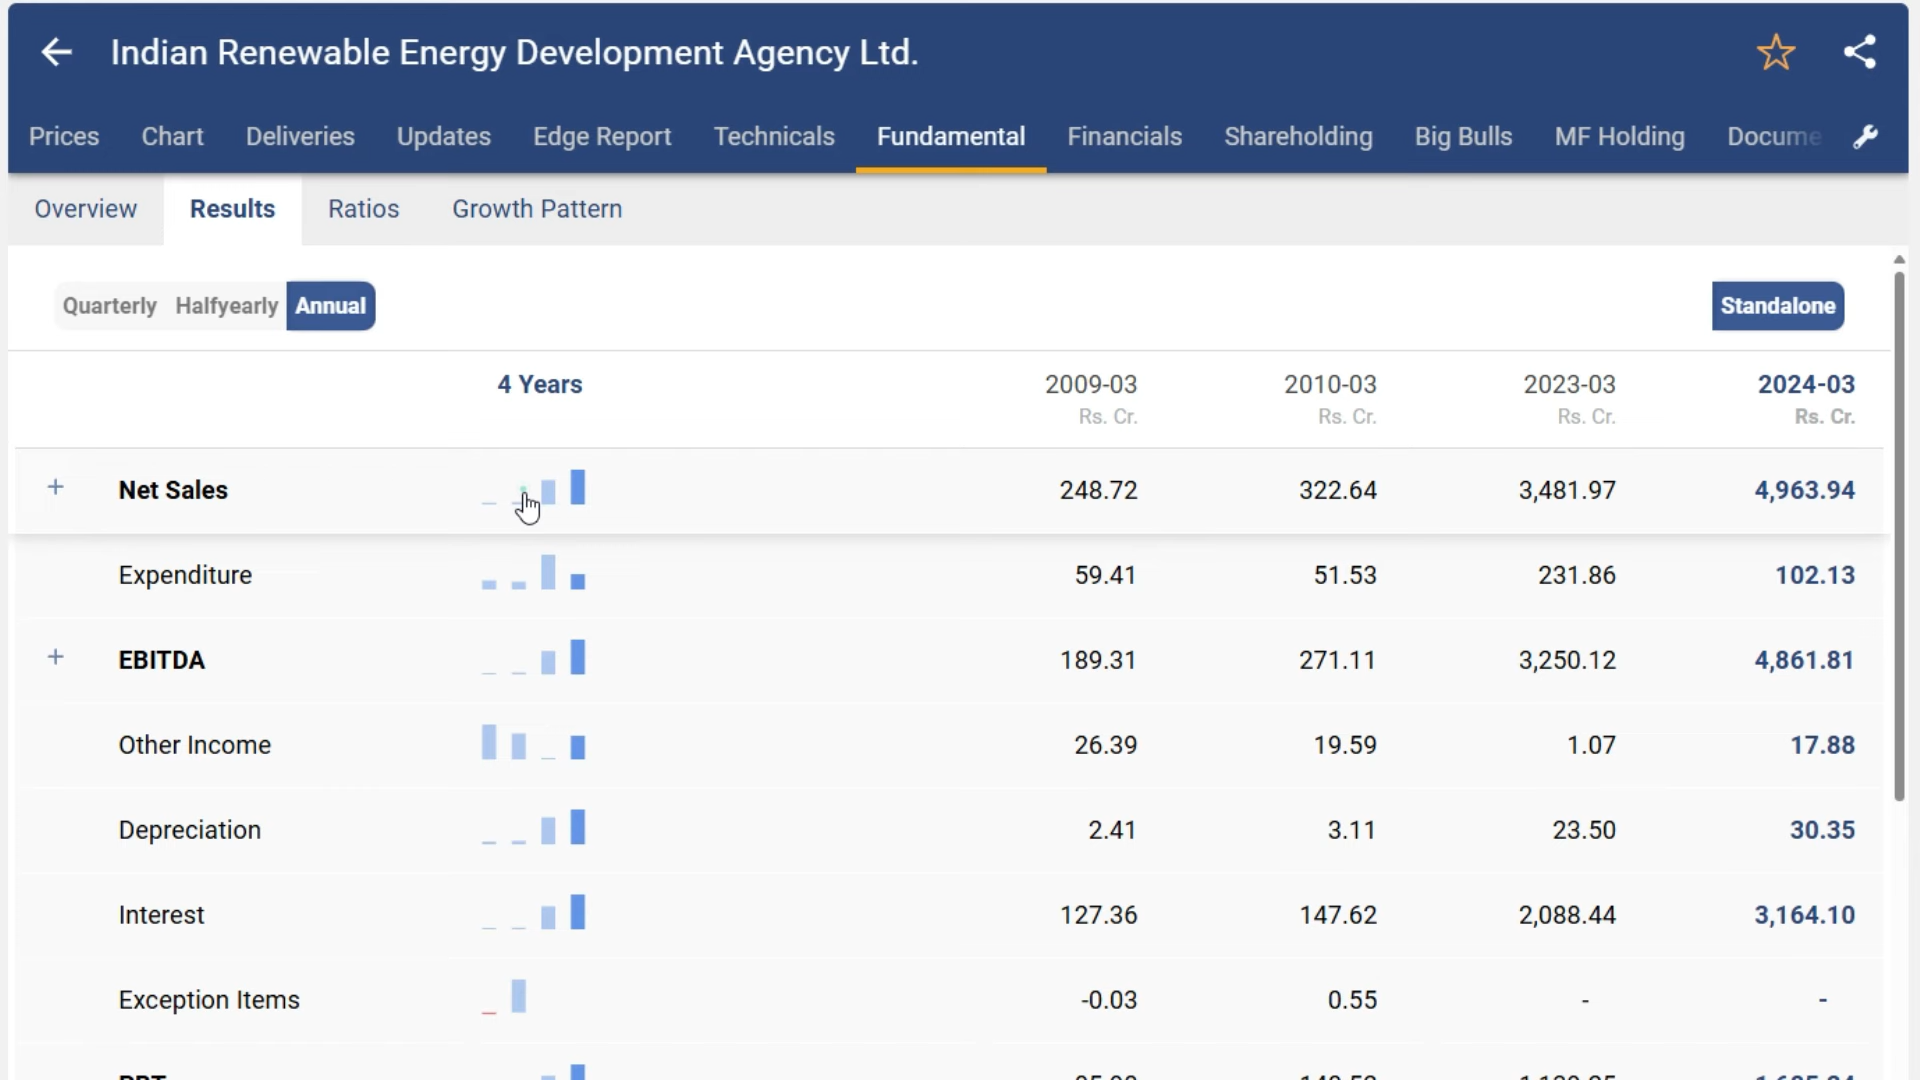 Indian Renewable Energy Development Agency Ltd.
Prices Chart Deliveries Updates Edge Report Technicals Fundamental Financials Shareholding Big Bulls MF Holding Docume
Overview Results Ratios Growth Pattern
Quarterly Halfyearly Annual Standalone
4 Years 2009-03 2010-03 2023-03 2024-03
Rs. Cr. Rs. Cr. Rs. Cr. Rs. Cr.
+ Net Sales 248.72 322.64 3,481.97 4,963.94
Expenditure 59.41 51.53 231.86 102.13
+ EBITDA 189.31 271.11 3,250.12 4,861.81
Other Income 26.39 19.59 1.07 17.88
Depreciation 2.41 3.11 23.50 30.35
Interest 127.36 147.62 2,088.44 3,164.10
Exception Items -0.03 0.55 - -